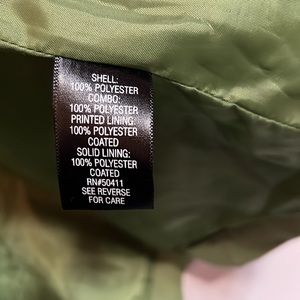 SHELL:
100% POLYESTER
COMBO:
100% POLYESTER
PRINTED LINING:
100% POLYESTER
COATED
SOLID LINING:
100% POLYESTER
COATED
RN#50411
SEE REVERSE
FOR CARE